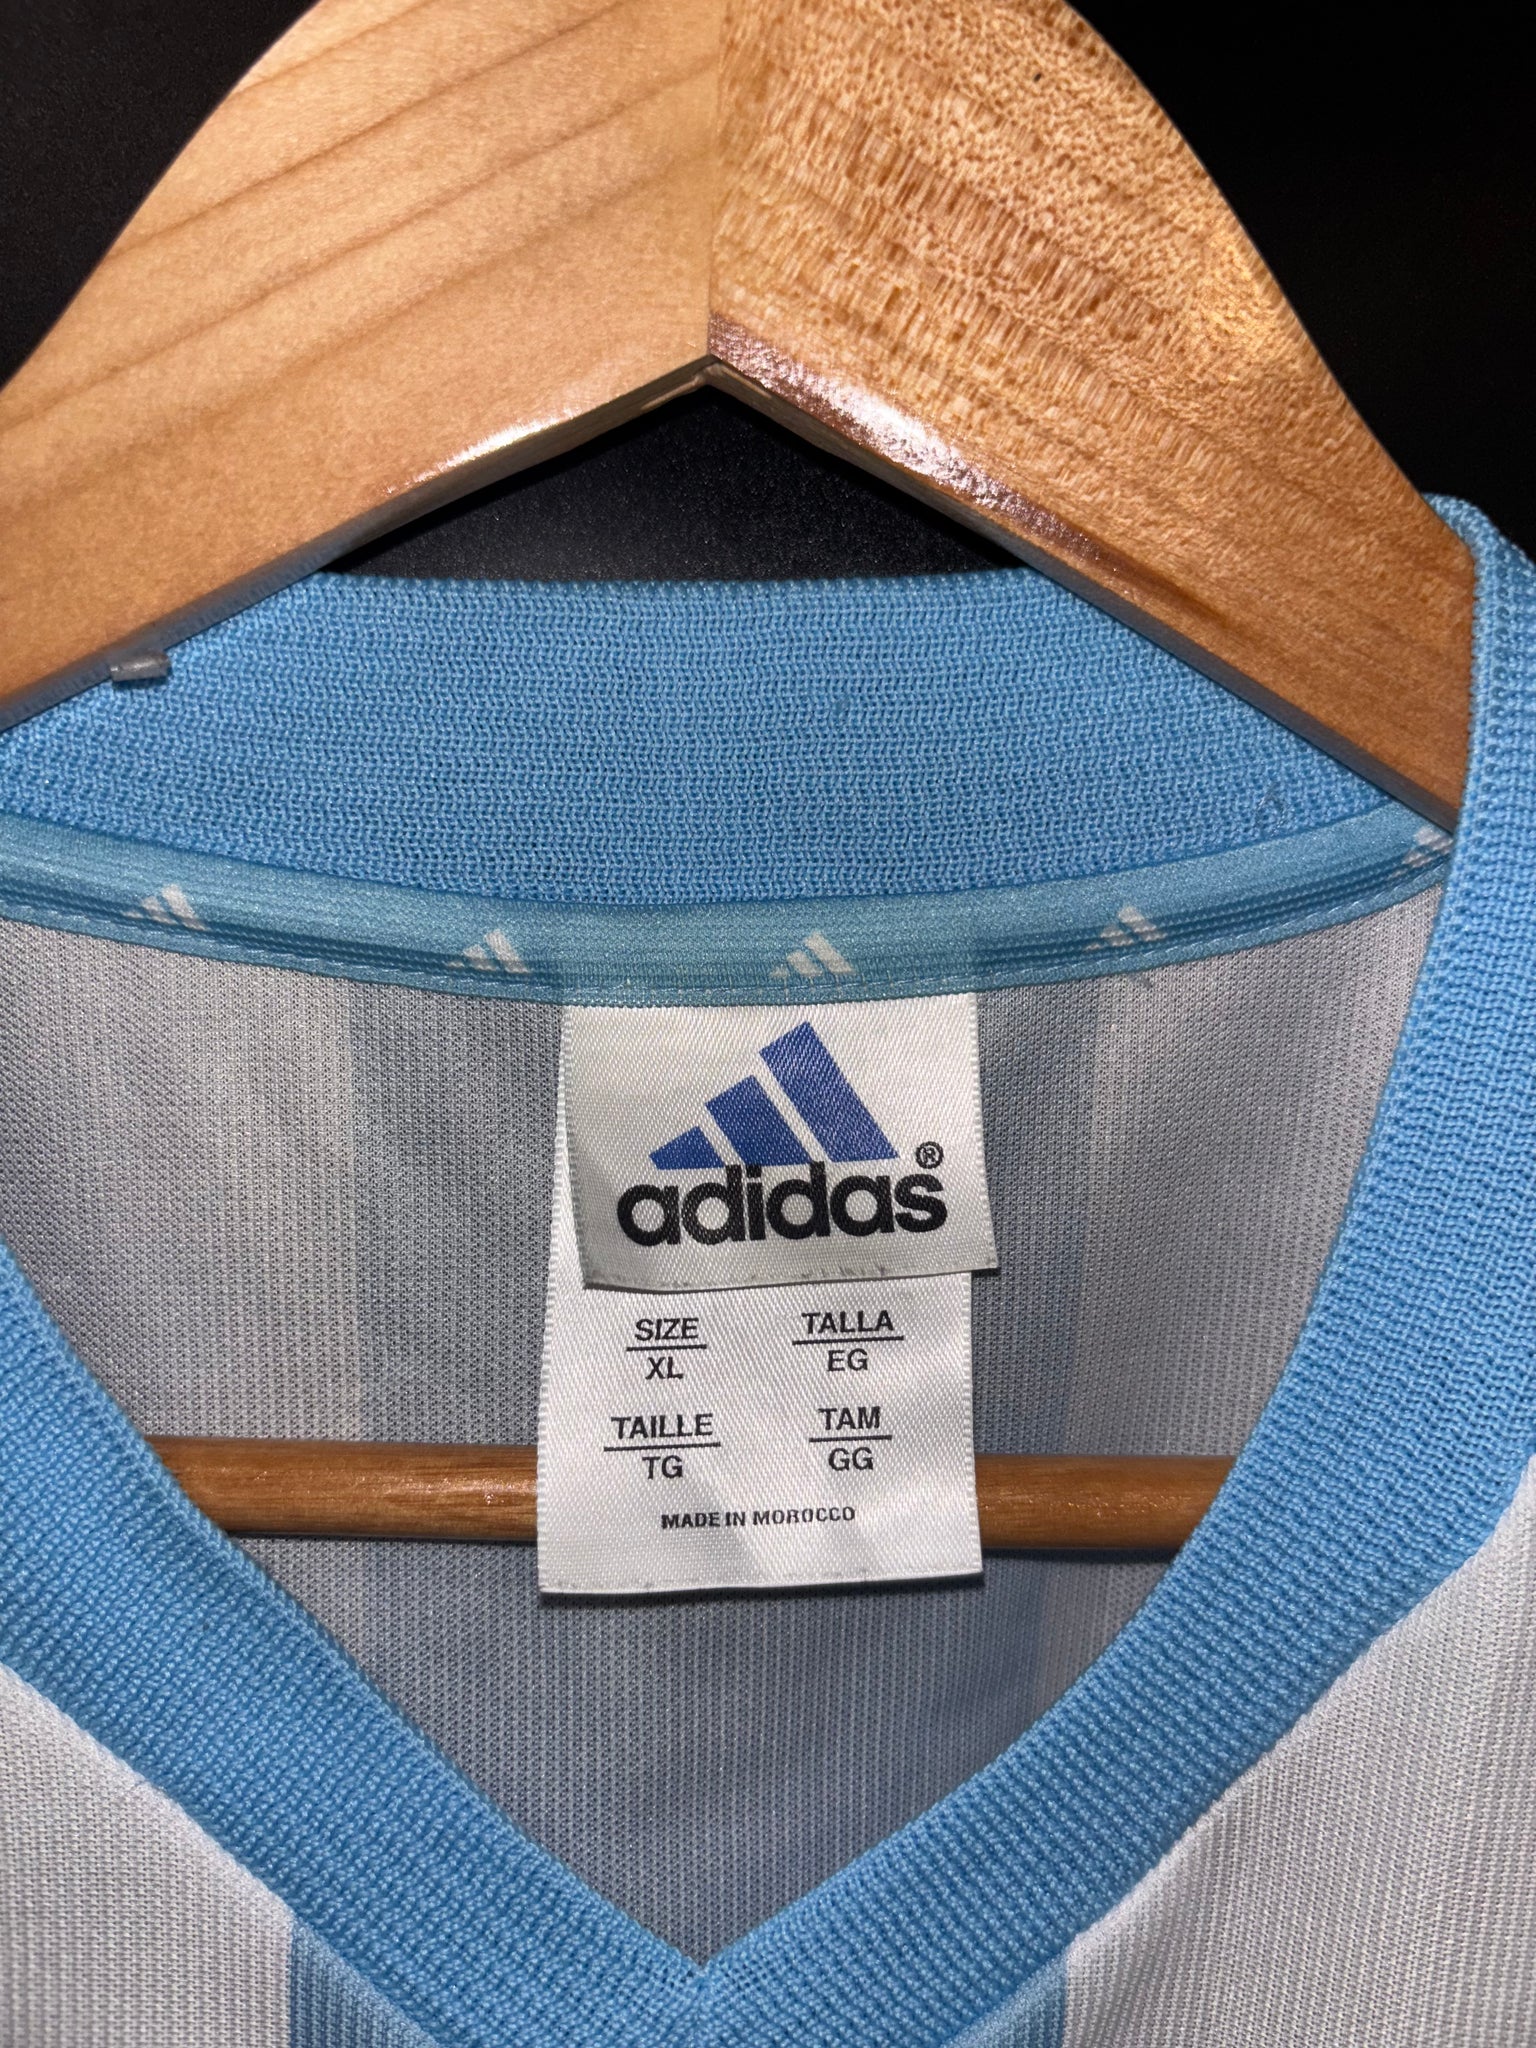 adidas®
SIZE TALLA
XL EG
TAILLE TAM
TG GG
MADE IN MOROCCO